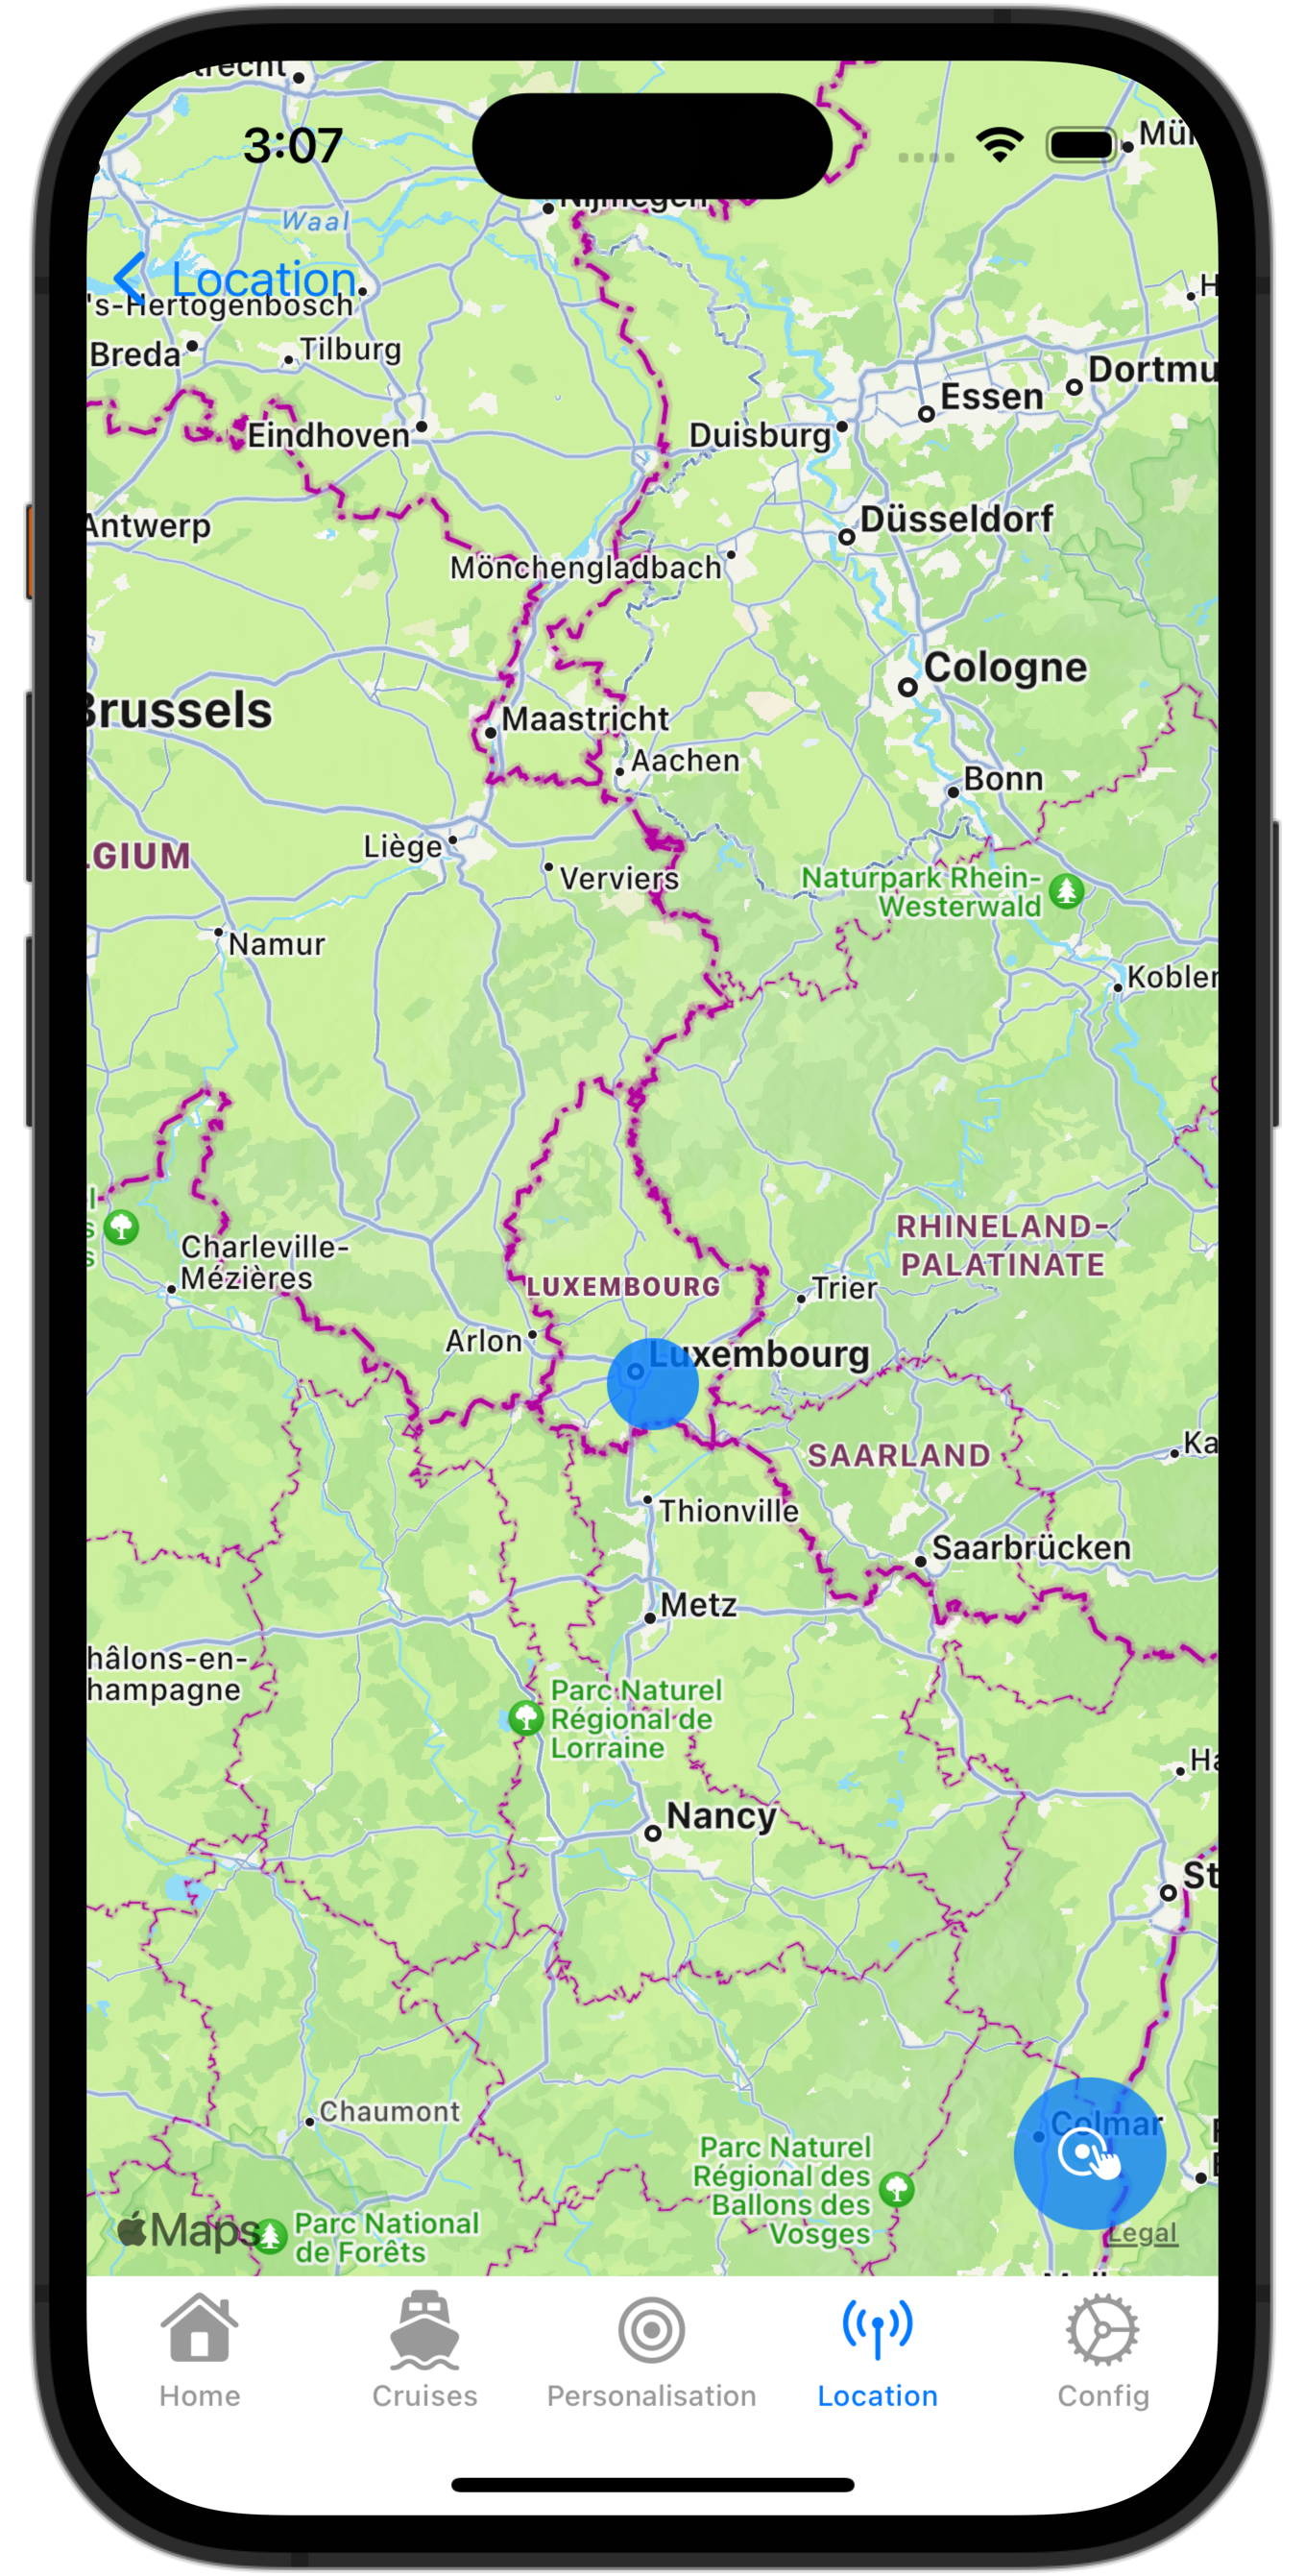 3:07
Waal
Location
's-Hertogenbosch
Breda
Tilburg
Dortmu
Essen
Eindhoven
Duisburg
Antwerp
Düsseldorf
Mönchengladbach
Cologne
Brussels
Maastricht
Aachen
Bonn
Liège
LGIUM
Verviers
Naturpark Rhein-
Westerwald
Namur
Koblen
RHINELAND-
PALATINATE
Charleville-
Mézières
LUXEMBOURG
Trier
Arlon
Luxembourg
SAARLAND
Ka
Thionville
Saarbrücken
Metz
hâlons-en-
hampagne
Parc Naturel
Régional de
Lorraine
Ha
Nancy
St
Chaumont
Colmar
Parc Naturel
Régional des
Ballons des
Vosges
Maps
Parc National
de Forêts
Legal
Home
Cruises
Personalisation
Location
Config